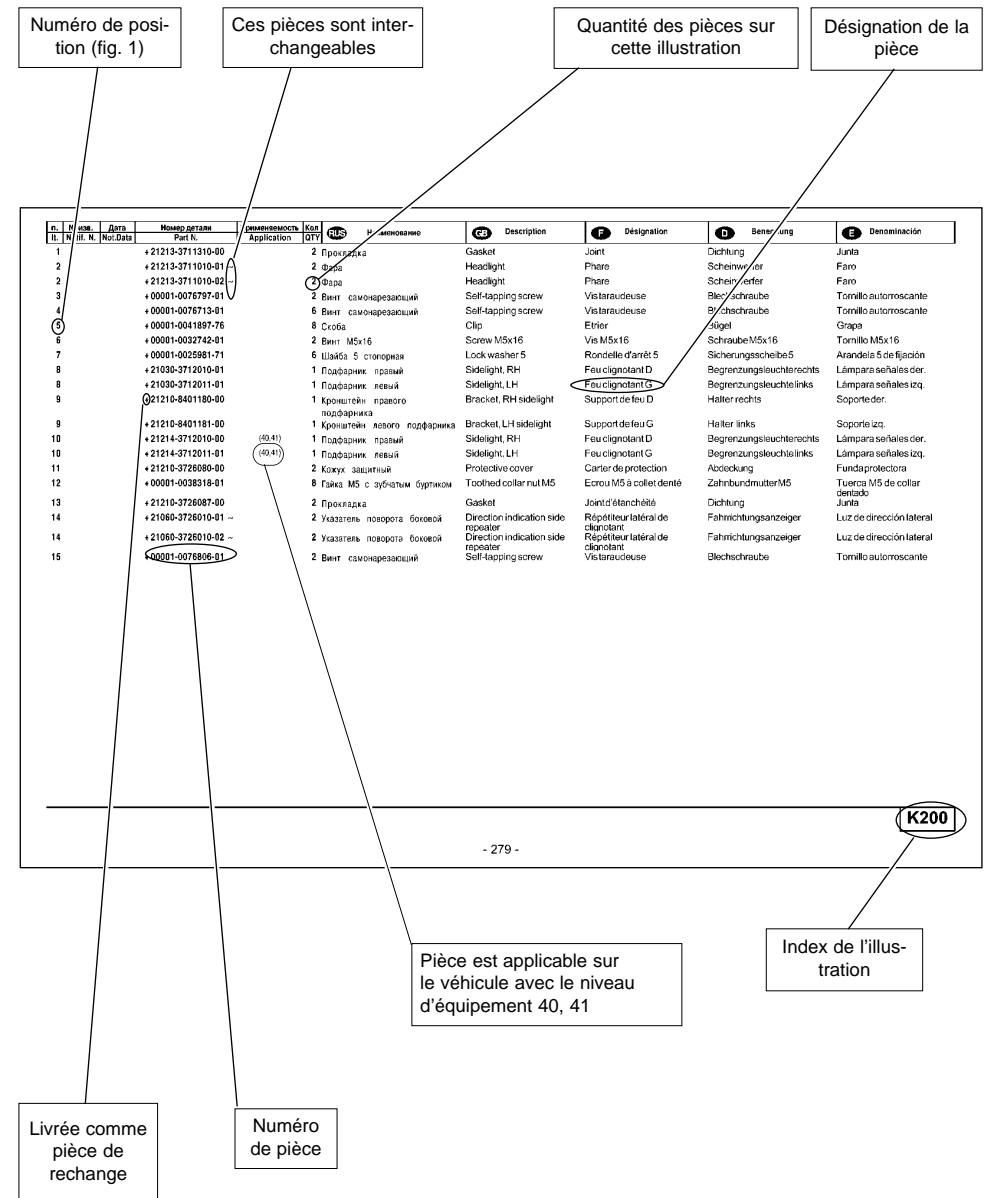 Numéro de posi-
tion (fig. 1)
Ces pièces sont inter-
changeables
Quantité des pièces sur
cette illustration
Désignation de la
pièce
п. изв. Дата Номер детали рименяемость Кол RUS Наименование GB Description F Désignation D Benennung E Denominación
It. N. Not.Data Part N. Application QTY
1 +21213-3711310-00 2 Прокладка Gasket Joint Dichtung Junta
2 +21213-3711010-01 ~ 2 Фара Headlight Phare Scheinwerfer Faro
2 +21213-3711010-02 ~ 2 Фара Headlight Phare Scheinwerfer Faro
3 +00001-0076797-01 2 Винт самонарезающий Self-tapping screw Vis taraudeuse Blechschraube Tornillo autorroscante
4 +00001-0076713-01 6 Винт самонарезающий Self-tapping screw Vis taraudeuse Blechschraube Tornillo autorroscante
5 +00001-0041897-76 8 Скоба Clip Etrier Bügel Grapa
6 +00001-0032742-01 2 Винт М5х16 Screw M5x16 Vis M5x16 Schraube M5x16 Tornillo M5x16
7 +00001-0025981-71 6 Шайба 5 стопорная Lock washer 5 Rondelle d'arrêt 5 Sicherungsscheibe 5 Arandela 5 de fijación
8 +21030-3712010-01 1 Подфарник правый Sidelight, RH Feu clignotant D Begrenzungsleuchte rechts Lámpara señales der.
8 +21030-3712011-01 1 Подфарник левый Sidelight, LH Feu clignotant G Begrenzungsleuchte links Lámpara señales izq.
9 +21210-8401180-00 1 Кронштейн правого Bracket, RH sidelight Support de feu D Halter rechts Soporte der.
подфарника
9 +21210-8401181-00 1 Кронштейн левого подфарника Bracket, LH sidelight Support de feu G Halter links Soporte izq.
10 +21214-3712010-00 (40,41) 1 Подфарник правый Sidelight, RH Feu clignotant D Begrenzungsleuchte rechts Lámpara señales der.
10 +21214-3712011-01 (40,41) 1 Подфарник левый Sidelight, LH Feu clignotant G Begrenzungsleuchte links Lámpara señales izq.
11 +21210-3726080-00 2 Кожух защитный Protective cover Carter de protection Abdeckung Funda protectora
12 +00001-0038318-01 8 Гайка М5 с зубчатым буртиком Toothed collar nut M5 Ecrou M5 à collet denté Zahnbundmutter M5 Tuerca M5 de collar
dentado
13 +21210-3726087-00 2 Прокладка Gasket Joint d'étanchéité Dichtung Junta
14 +21060-3726010-01 ~ 2 Указатель поворота боковой Direction indication side Répétiteur latéral de Fahrrichtungsanzeiger Luz de dirección lateral
repeater clignotant
14 +21060-3726010-02 ~ 2 Указатель поворота боковой Direction indication side Répétiteur latéral de Fahrrichtungsanzeiger Luz de dirección lateral
repeater clignotant
15 +00001-0076806-01 2 Винт самонарезающий Self-tapping screw Vis taraudeuse Blechschraube Tornillo autorroscante
K200
- 279 -
Pièce est applicable sur
le véhicule avec le niveau
d'équipement 40, 41
Index de l'illus-
tration
Livrée comme
pièce de
rechange
Numéro
de pièce